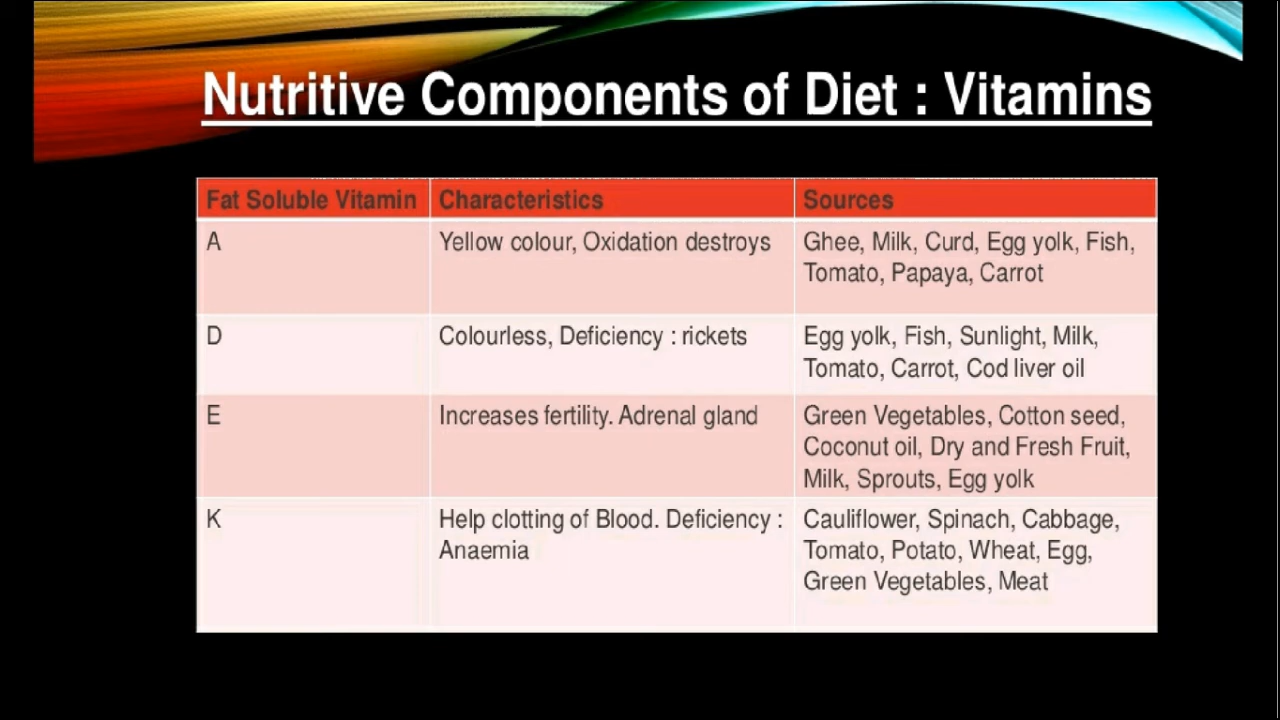 Nutritive Components of Diet : Vitamins
Fat Soluble Vitamin Characteristics Sources
A Yellow colour, Oxidation destroys Ghee, Milk, Curd, Egg yolk, Fish,
Tomato, Papaya, Carrot
D Colourless, Deficiency : rickets Egg yolk, Fish, Sunlight, Milk,
Tomato, Carrot, Cod liver oil
E Increases fertility. Adrenal gland Green Vegetables, Cotton seed,
Coconut oil, Dry and Fresh Fruit,
Milk, Sprouts, Egg yolk
K Help clotting of Blood. Deficiency : Cauliflower, Spinach, Cabbage,
Anaemia Tomato, Potato, Wheat, Egg,
Green Vegetables, Meat